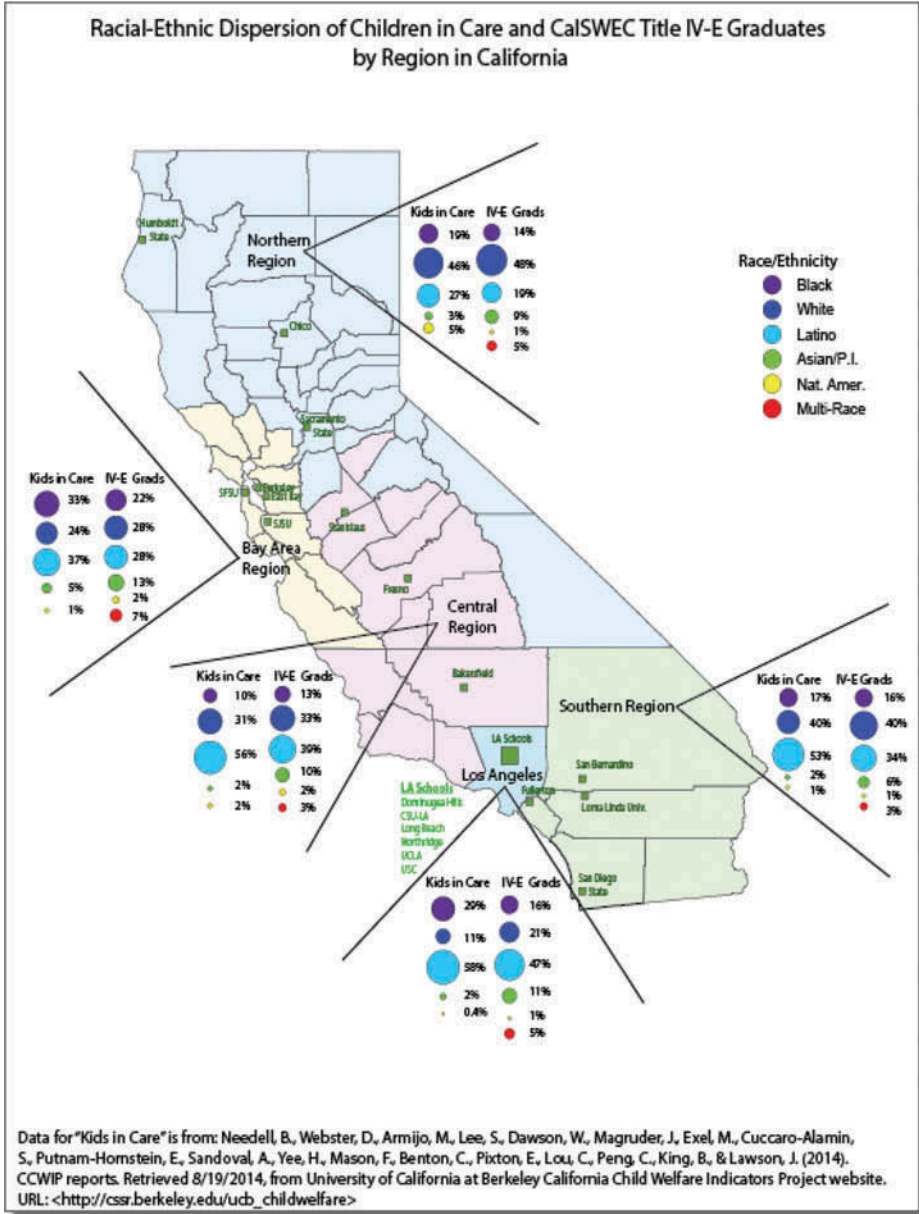 Racial-Ethnic Dispersion of Children in Care and CalSWEC Title IV-E Graduates
by Region in California
Kids in Care IV-E Grads
19% 14%
46% 48%
27% 19%
3% 9%
5% 1%
5%
Humboldt
State
Northern
Region
Chico
Sacramento
State
Race/Ethnicity
Black
White
Latino
Asian/P.I.
Nat. Amer.
Multi-Race
Kids in Care IV-E Grads
33% 22%
24% 28%
37% 28%
5% 13%
1% 2%
7%
SFSU
Berkeley
East Bay
SJSU
Bay Area
Region
Stanislaus
Fresno
Central
Region
Kids in Care IV-E Grads
10% 13%
31% 33%
56% 39%
2% 10%
2% 2%
3%
Bakersfield
Southern Region
Kids in Care IV-E Grads
17% 16%
40% 40%
53% 34%
2% 6%
1% 1%
3%
LA Schools
Los Angeles
Fullerton
San Bernardino
Loma Linda Univ.
San Diego
State
LA Schools
Dominugea Hills
CSU-LA
Long Beach
Northridge
UCLA
USC
Kids in Care IV-E Grads
29% 16%
11% 21%
58% 47%
2% 11%
0.4% 1%
5%
Data for "Kids in Care" is from: Needell, B., Webster, D., Armijo, M., Lee, S., Dawson, W., Magruder, J., Exel, M., Cuccaro-Alamin,
S., Putnam-Hornstein, E., Sandoval, A., Yee, H., Mason, F., Benton, C., Pixton, E., Lou, C., Peng, C., King, B., & Lawson, J. (2014).
CCWIP reports. Retrieved 8/19/2014, from University of California at Berkeley California Child Welfare Indicators Project website.
URL: <http://cssr.berkeley.edu/ucb_childwelfare>